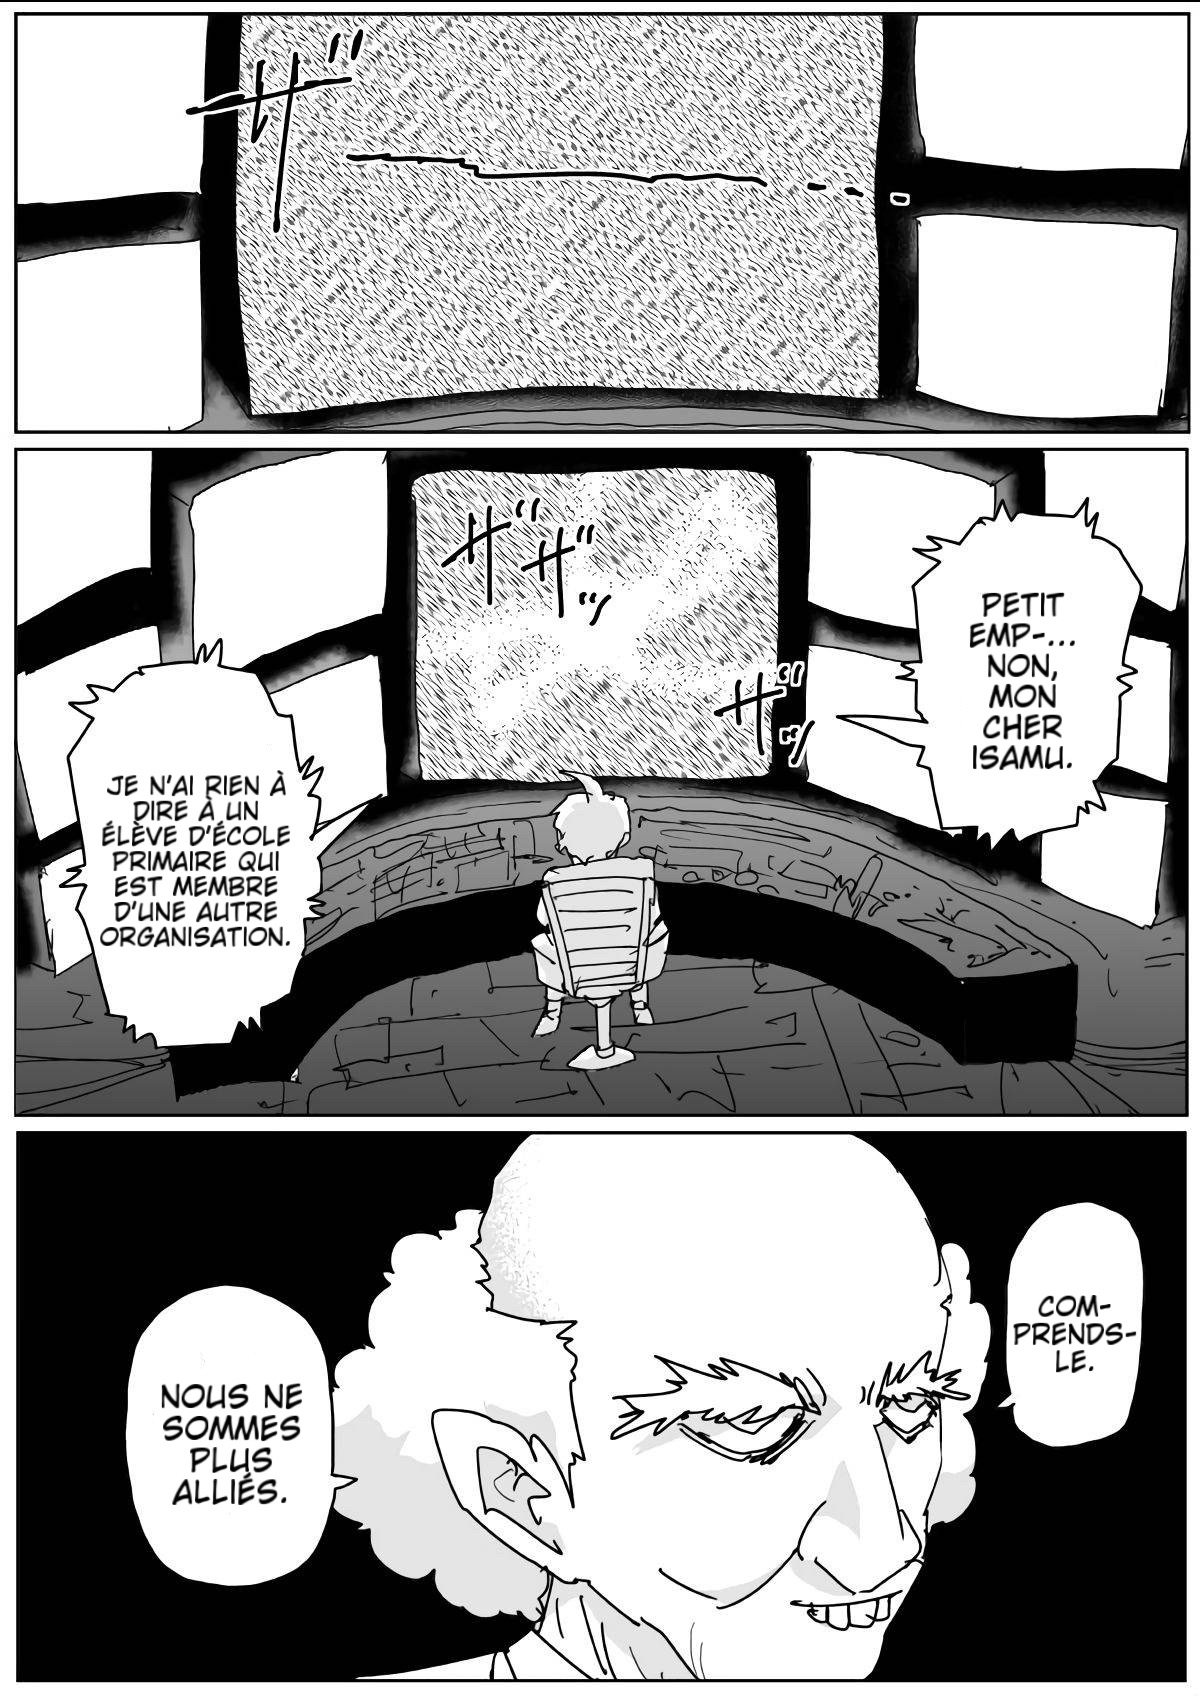 ザ
PETIT
EMP-...
NON,
MON
CHER
ISAMU.
ザザッ
ザッ
JE N'AI RIEN À
DIRE À UN
ÉLÈVE D'ÉCOLE
PRIMAIRE QUI
EST MEMBRE
D'UNE AUTRE
ORGANISATION.
COM-
PRENDS-
LE.
NOUS NE
SOMMES
PLUS
ALLIÉS.